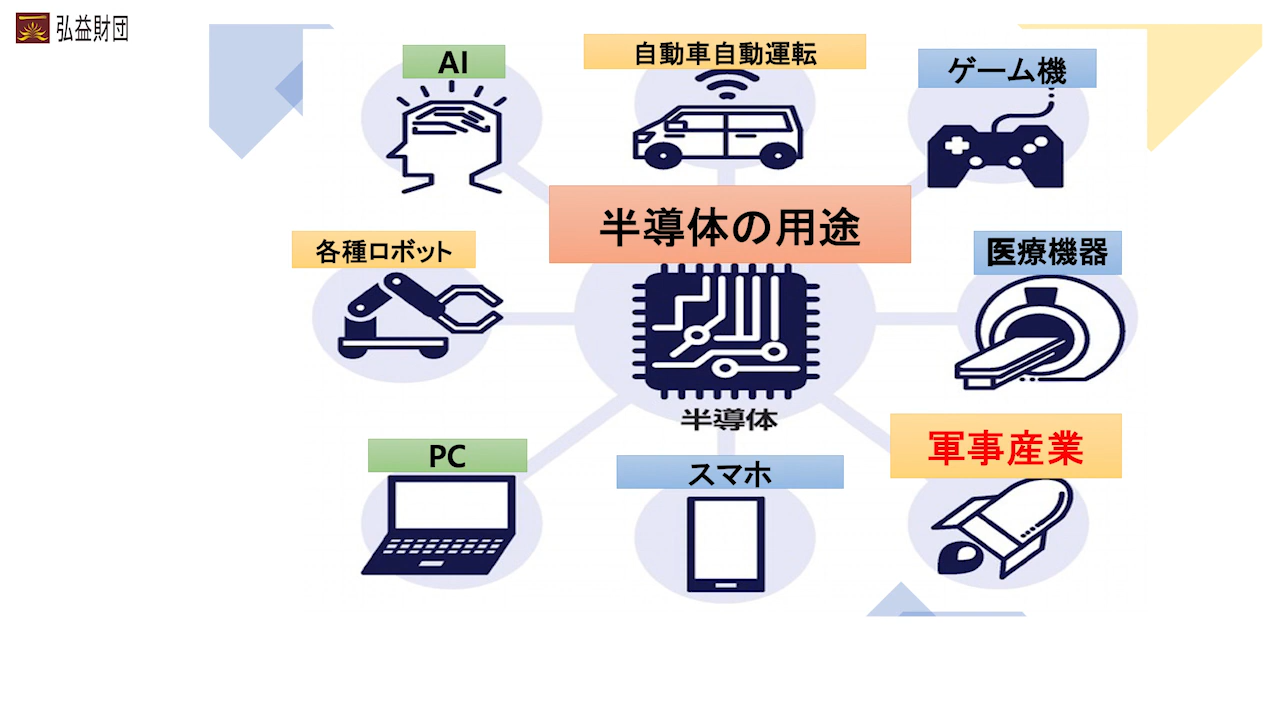 弘益財団
AI
自動車自動運転
ゲーム機
半導体の用途
各種ロボット
医療機器
半導体
PC
スマホ
軍事産業